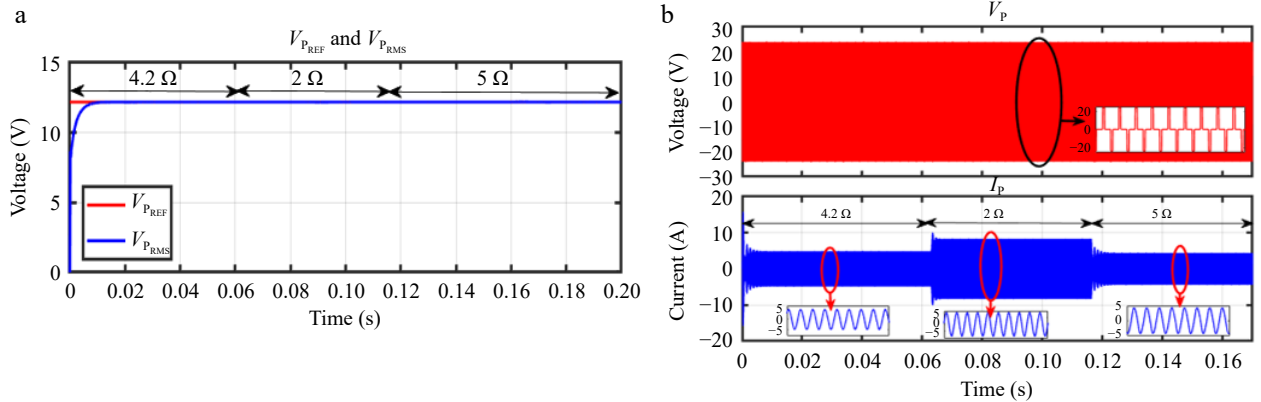 a
V_PREF and V_PRMS
15
10
5
0
Voltage (V)
4.2 Ω
2 Ω
5 Ω
V_PREF
V_PRMS
0 0.02 0.04 0.06 0.08 0.10 0.12 0.14 0.16 0.18 0.20
Time (s)
b
V_P
30
20
10
0
−10
−20
−30
Voltage (V)
20
0
−20
I_P
20
10
0
−10
−20
Current (A)
4.2 Ω
2 Ω
5 Ω
5
0
−5
5
0
−5
5
0
−5
0 0.02 0.04 0.06 0.08 0.10 0.12 0.14 0.16
Time (s)